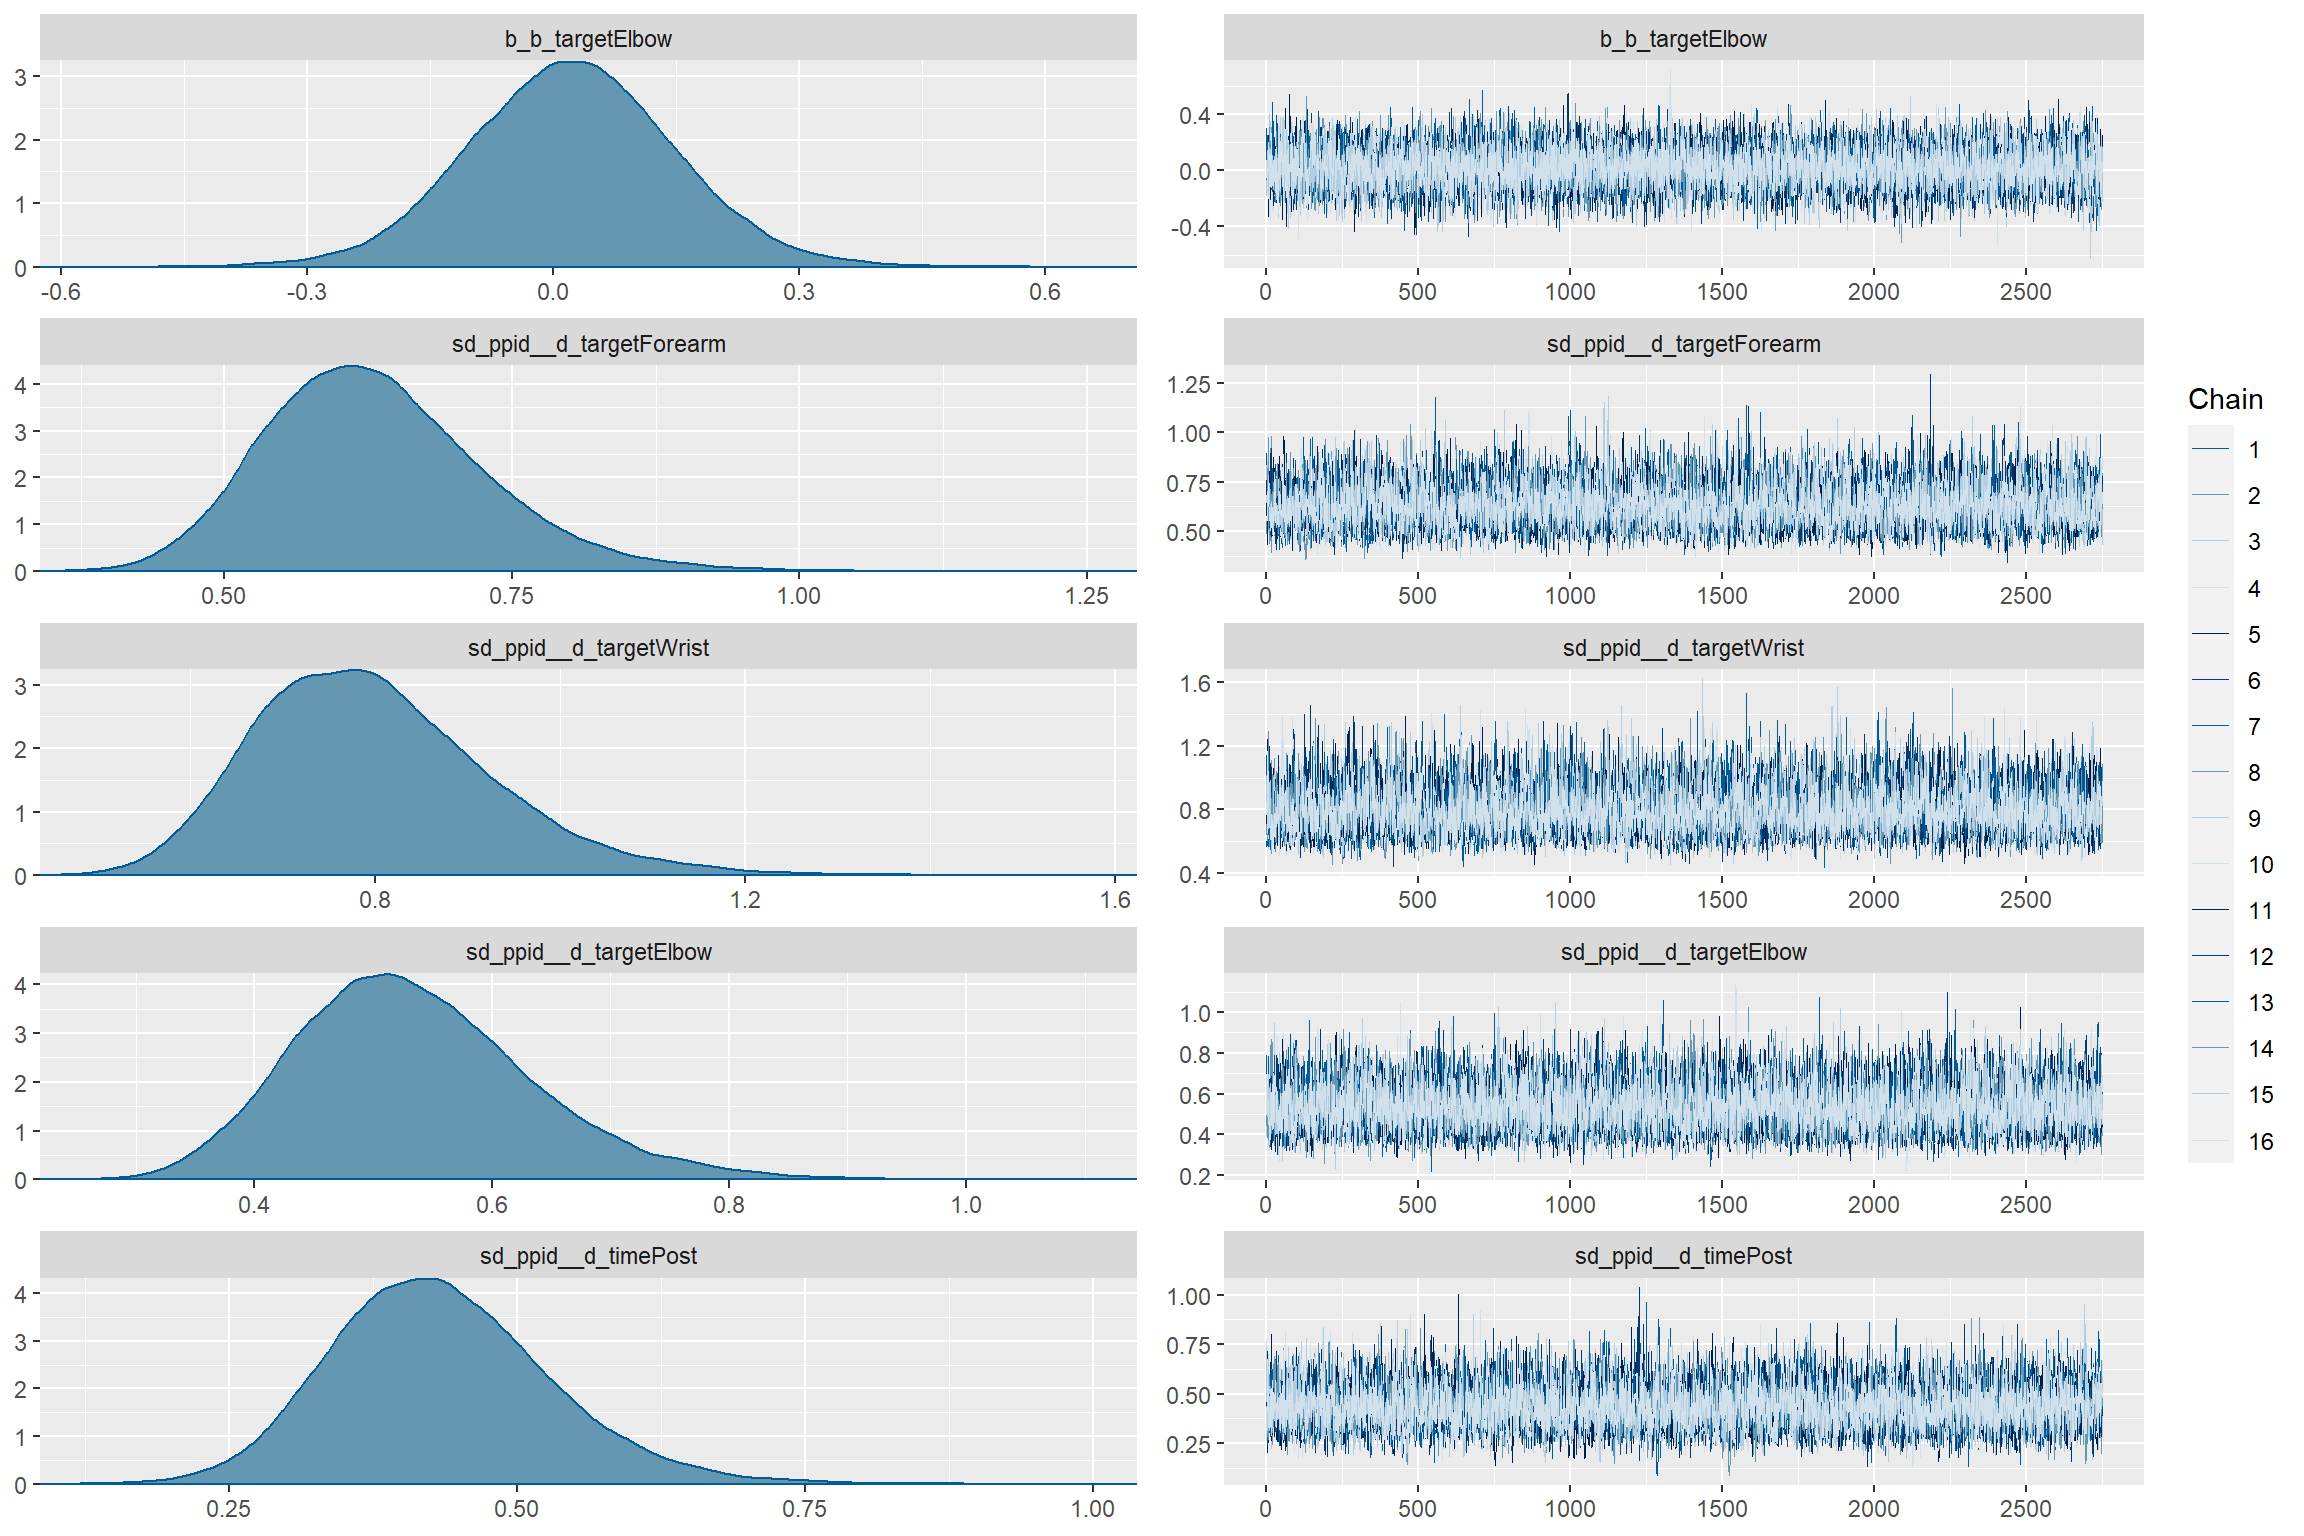 b_b_targetElbow
3
2
1
0
-0.6 -0.3 0.0 0.3 0.6
b_b_targetElbow
0.4
0.0
-0.4
0 500 1000 1500 2000 2500
sd_ppid__d_targetForearm
4
3
2
1
0
0.50 0.75 1.00 1.25
sd_ppid__d_targetForearm
1.25
1.00
0.75
0.50
0 500 1000 1500 2000 2500
sd_ppid__d_targetWrist
3
2
1
0
0.8 1.2 1.6
sd_ppid__d_targetWrist
1.6
1.2
0.8
0.4
0 500 1000 1500 2000 2500
sd_ppid__d_targetElbow
4
3
2
1
0
0.4 0.6 0.8 1.0
sd_ppid__d_targetElbow
1.0
0.8
0.6
0.4
0.2
0 500 1000 1500 2000 2500
sd_ppid__d_timePost
4
3
2
1
0
0.25 0.50 0.75 1.00
sd_ppid__d_timePost
1.00
0.75
0.50
0.25
0 500 1000 1500 2000 2500
Chain
1
2
3
4
5
6
7
8
9
10
11
12
13
14
15
16